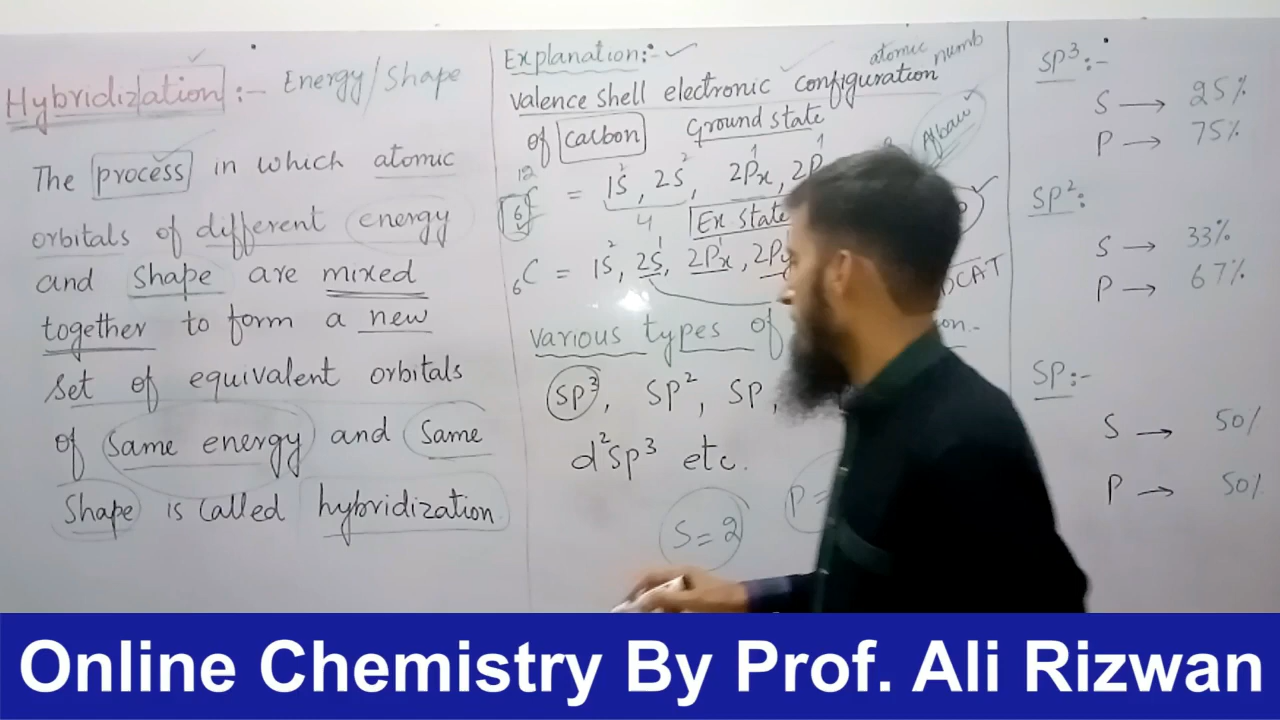 Hybridization :- Energy/Shape
The process in which atomic
orbitals of different energy
and shape are mixed
together to form a new
set of equivalent orbitals
of same energy and same
shape is called hybridization
Explanation:-
atomic numb
valence shell electronic configuration
of carbon Ground state
12
6 C = 1s², 2s², 2Px¹, 2P¹
4 Ex state
6C = 1s², 2s¹, 2Px¹, 2Py
various types of
SP³, SP², SP,
d²sp³ etc.
S=2 P=
SP³:-
S → 25%
P → 75%
SP²:
S → 33%
P → 67%
SP:-
S → 50%
P → 50%
Online Chemistry By Prof. Ali Rizwan